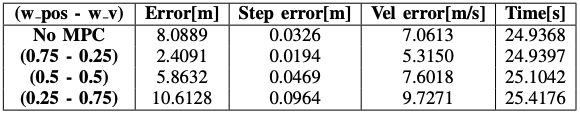 (w_pos - w_v) Error[m] Step error[m] Vel error[m/s] Time[s]
No MPC 8.0889 0.0326 7.0613 24.9368
(0.75 - 0.25) 2.4091 0.0194 5.3150 24.9397
(0.5 - 0.5) 5.8632 0.0469 7.6018 25.1042
(0.25 - 0.75) 10.6128 0.0964 9.7271 25.4176